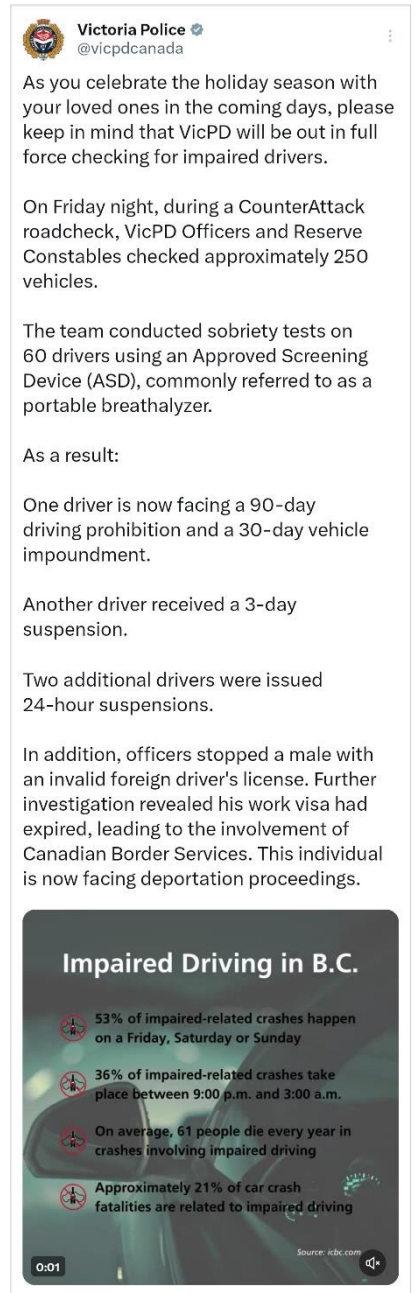 Victoria Police
@vicpdcanada
As you celebrate the holiday season with
your loved ones in the coming days, please
keep in mind that VicPD will be out in full
force checking for impaired drivers.
On Friday night, during a CounterAttack
roadcheck, VicPD Officers and Reserve
Constables checked approximately 250
vehicles.
The team conducted sobriety tests on
60 drivers using an Approved Screening
Device (ASD), commonly referred to as a
portable breathalyzer.
As a result:
One driver is now facing a 90-day
driving prohibition and a 30-day vehicle
impoundment.
Another driver received a 3-day
suspension.
Two additional drivers were issued
24-hour suspensions.
In addition, officers stopped a male with
an invalid foreign driver's license. Further
investigation revealed his work visa had
expired, leading to the involvement of
Canadian Border Services. This individual
is now facing deportation proceedings.
Impaired Driving in B.C.
53% of impaired-related crashes happen
on a Friday, Saturday or Sunday
36% of impaired-related crashes take
place between 9:00 p.m. and 3:00 a.m.
On average, 61 people die every year in
crashes involving impaired driving
Approximately 21% of car crash
fatalities are related to impaired driving
Source: icbc.com
0:01